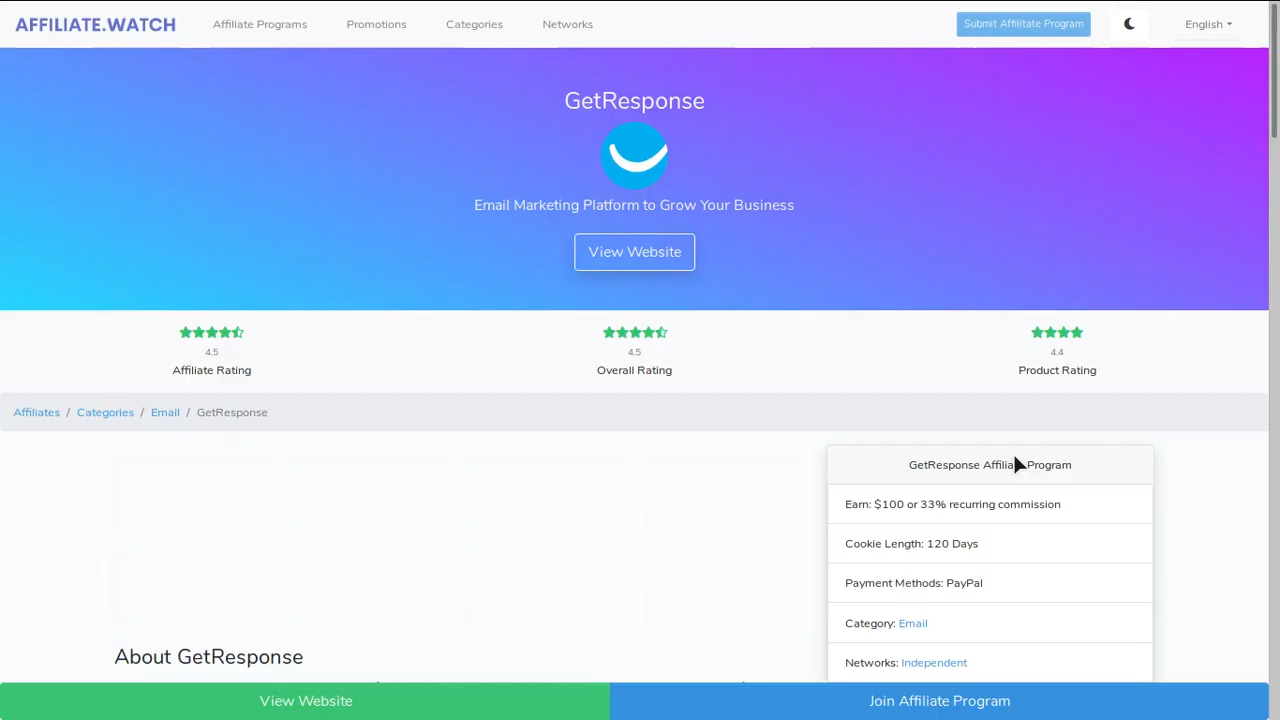 AFFILIATE.WATCH Affiliate Programs Promotions Categories Networks Submit Affilitate Program English
GetResponse
Email Marketing Platform to Grow Your Business
View Website
4.5 4.5 4.4
Affiliate Rating Overall Rating Product Rating
Affiliates / Categories / Email / GetResponse
GetResponse Affiliate Program
Earn: $100 or 33% recurring commission
Cookie Length: 120 Days
Payment Methods: PayPal
Category: Email
Networks: Independent
About GetResponse
View Website Join Affiliate Program